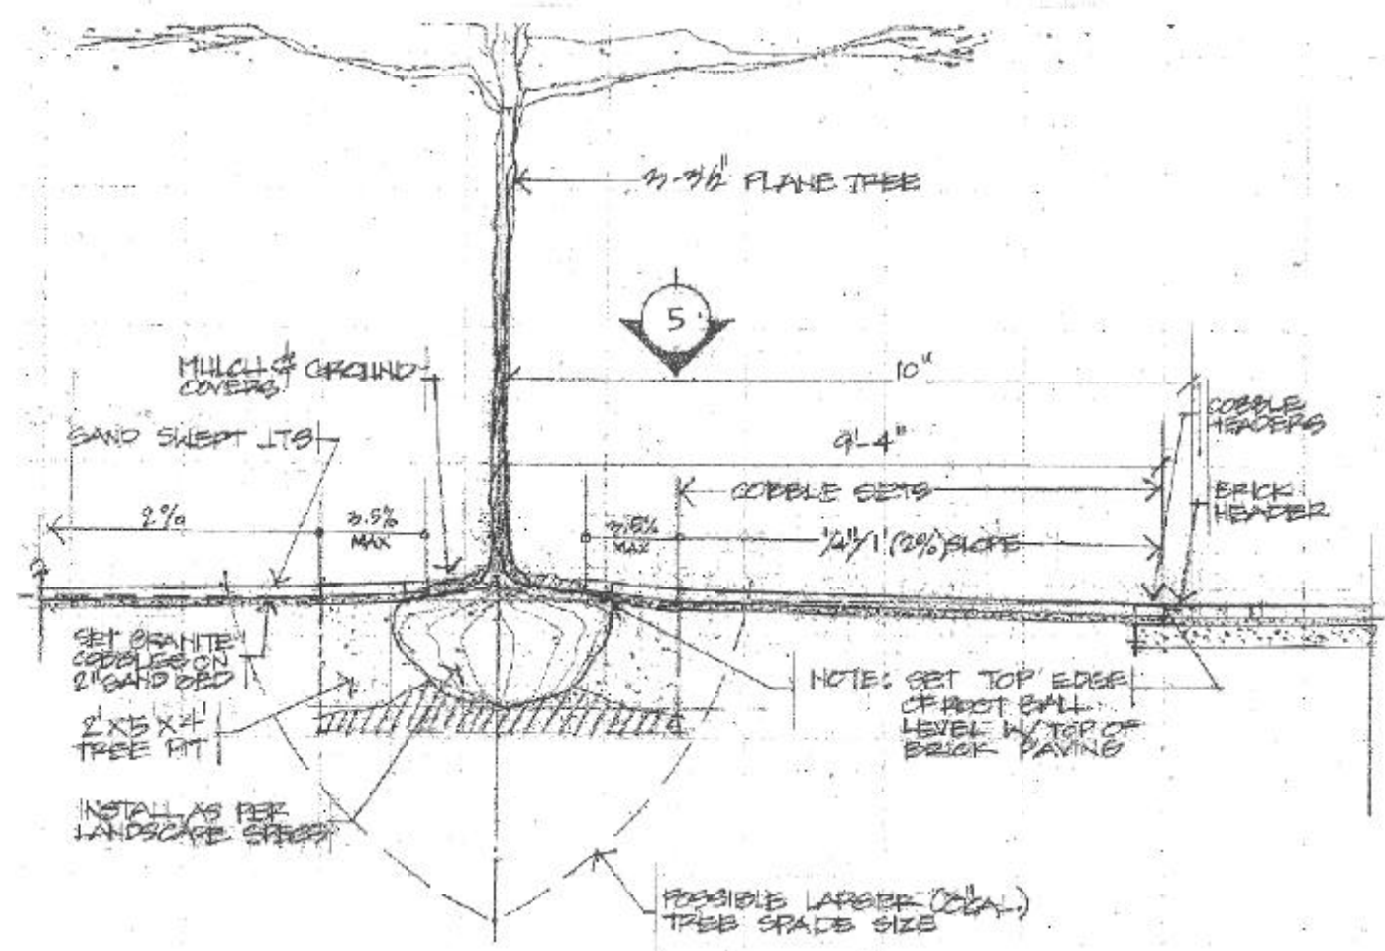 3-3½" PLANE TREE
5
MULCH & GROUND
COVERS
10"
COBBLE
HEADERS
SAND SWEPT JTS
9'-4"
COBBLE SETS
BRICK
HEADER
2%
3.5%
MAX
3.5%
MAX
¼"/1' (2%) SLOPE
SET GRANITE
COBBLES ON
2" SAND BED
NOTE: SET TOP EDGE
OF ROOT BALL
LEVEL W/ TOP OF
BRICK PAVING
2'X5'X4'
TREE PIT
INSTALL AS PER
LANDSCAPE SPECS
POSSIBLE LARGER
TREE SPADE SIZE